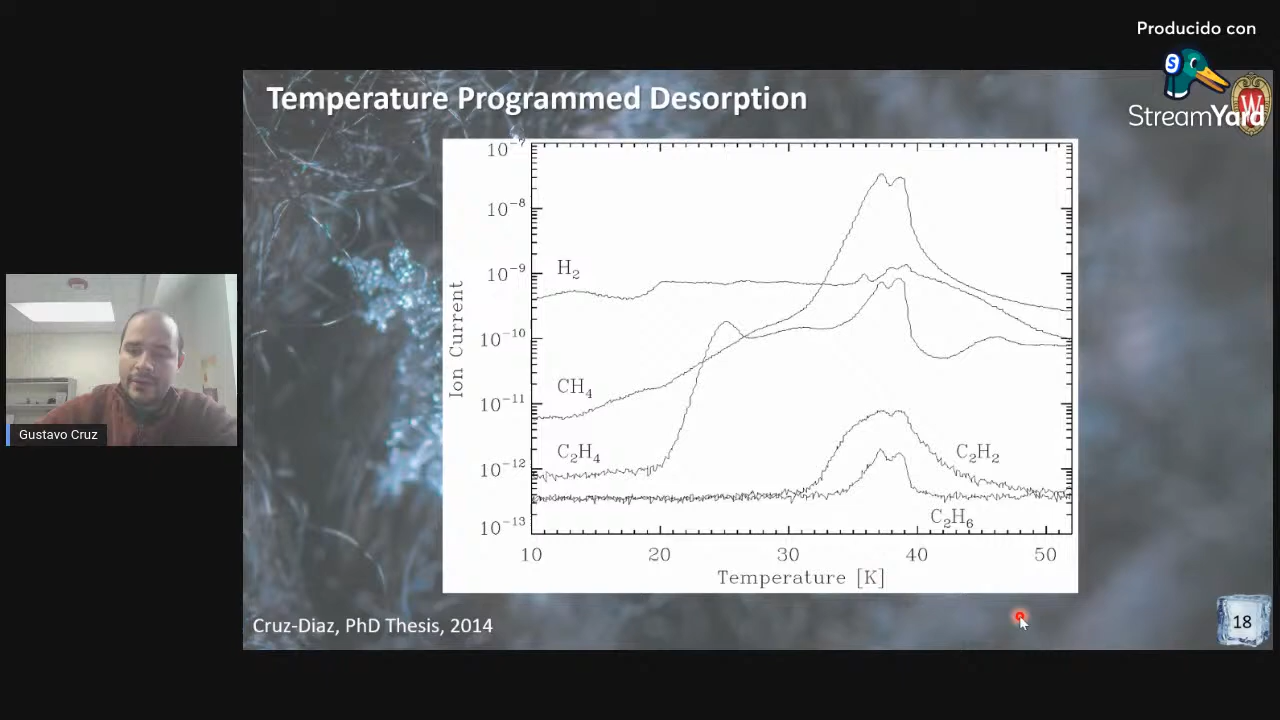 Producido con
StreamYard
W
Temperature Programmed Desorption
10⁻⁷
10⁻⁸
10⁻⁹
10⁻¹⁰
10⁻¹¹
10⁻¹²
10⁻¹³
Ion Current
H₂
CH₄
C₂H₄
C₂H₂
C₂H₆
10 20 30 40 50
Temperature [K]
Gustavo Cruz
Cruz-Diaz, PhD Thesis, 2014
18